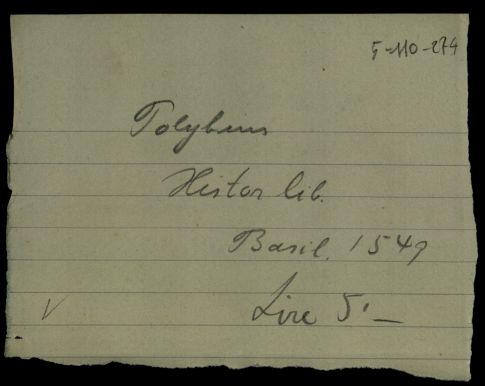 5-110-274
Polybius
Histor lib.
Basil. 1549
Lire 5'—
V